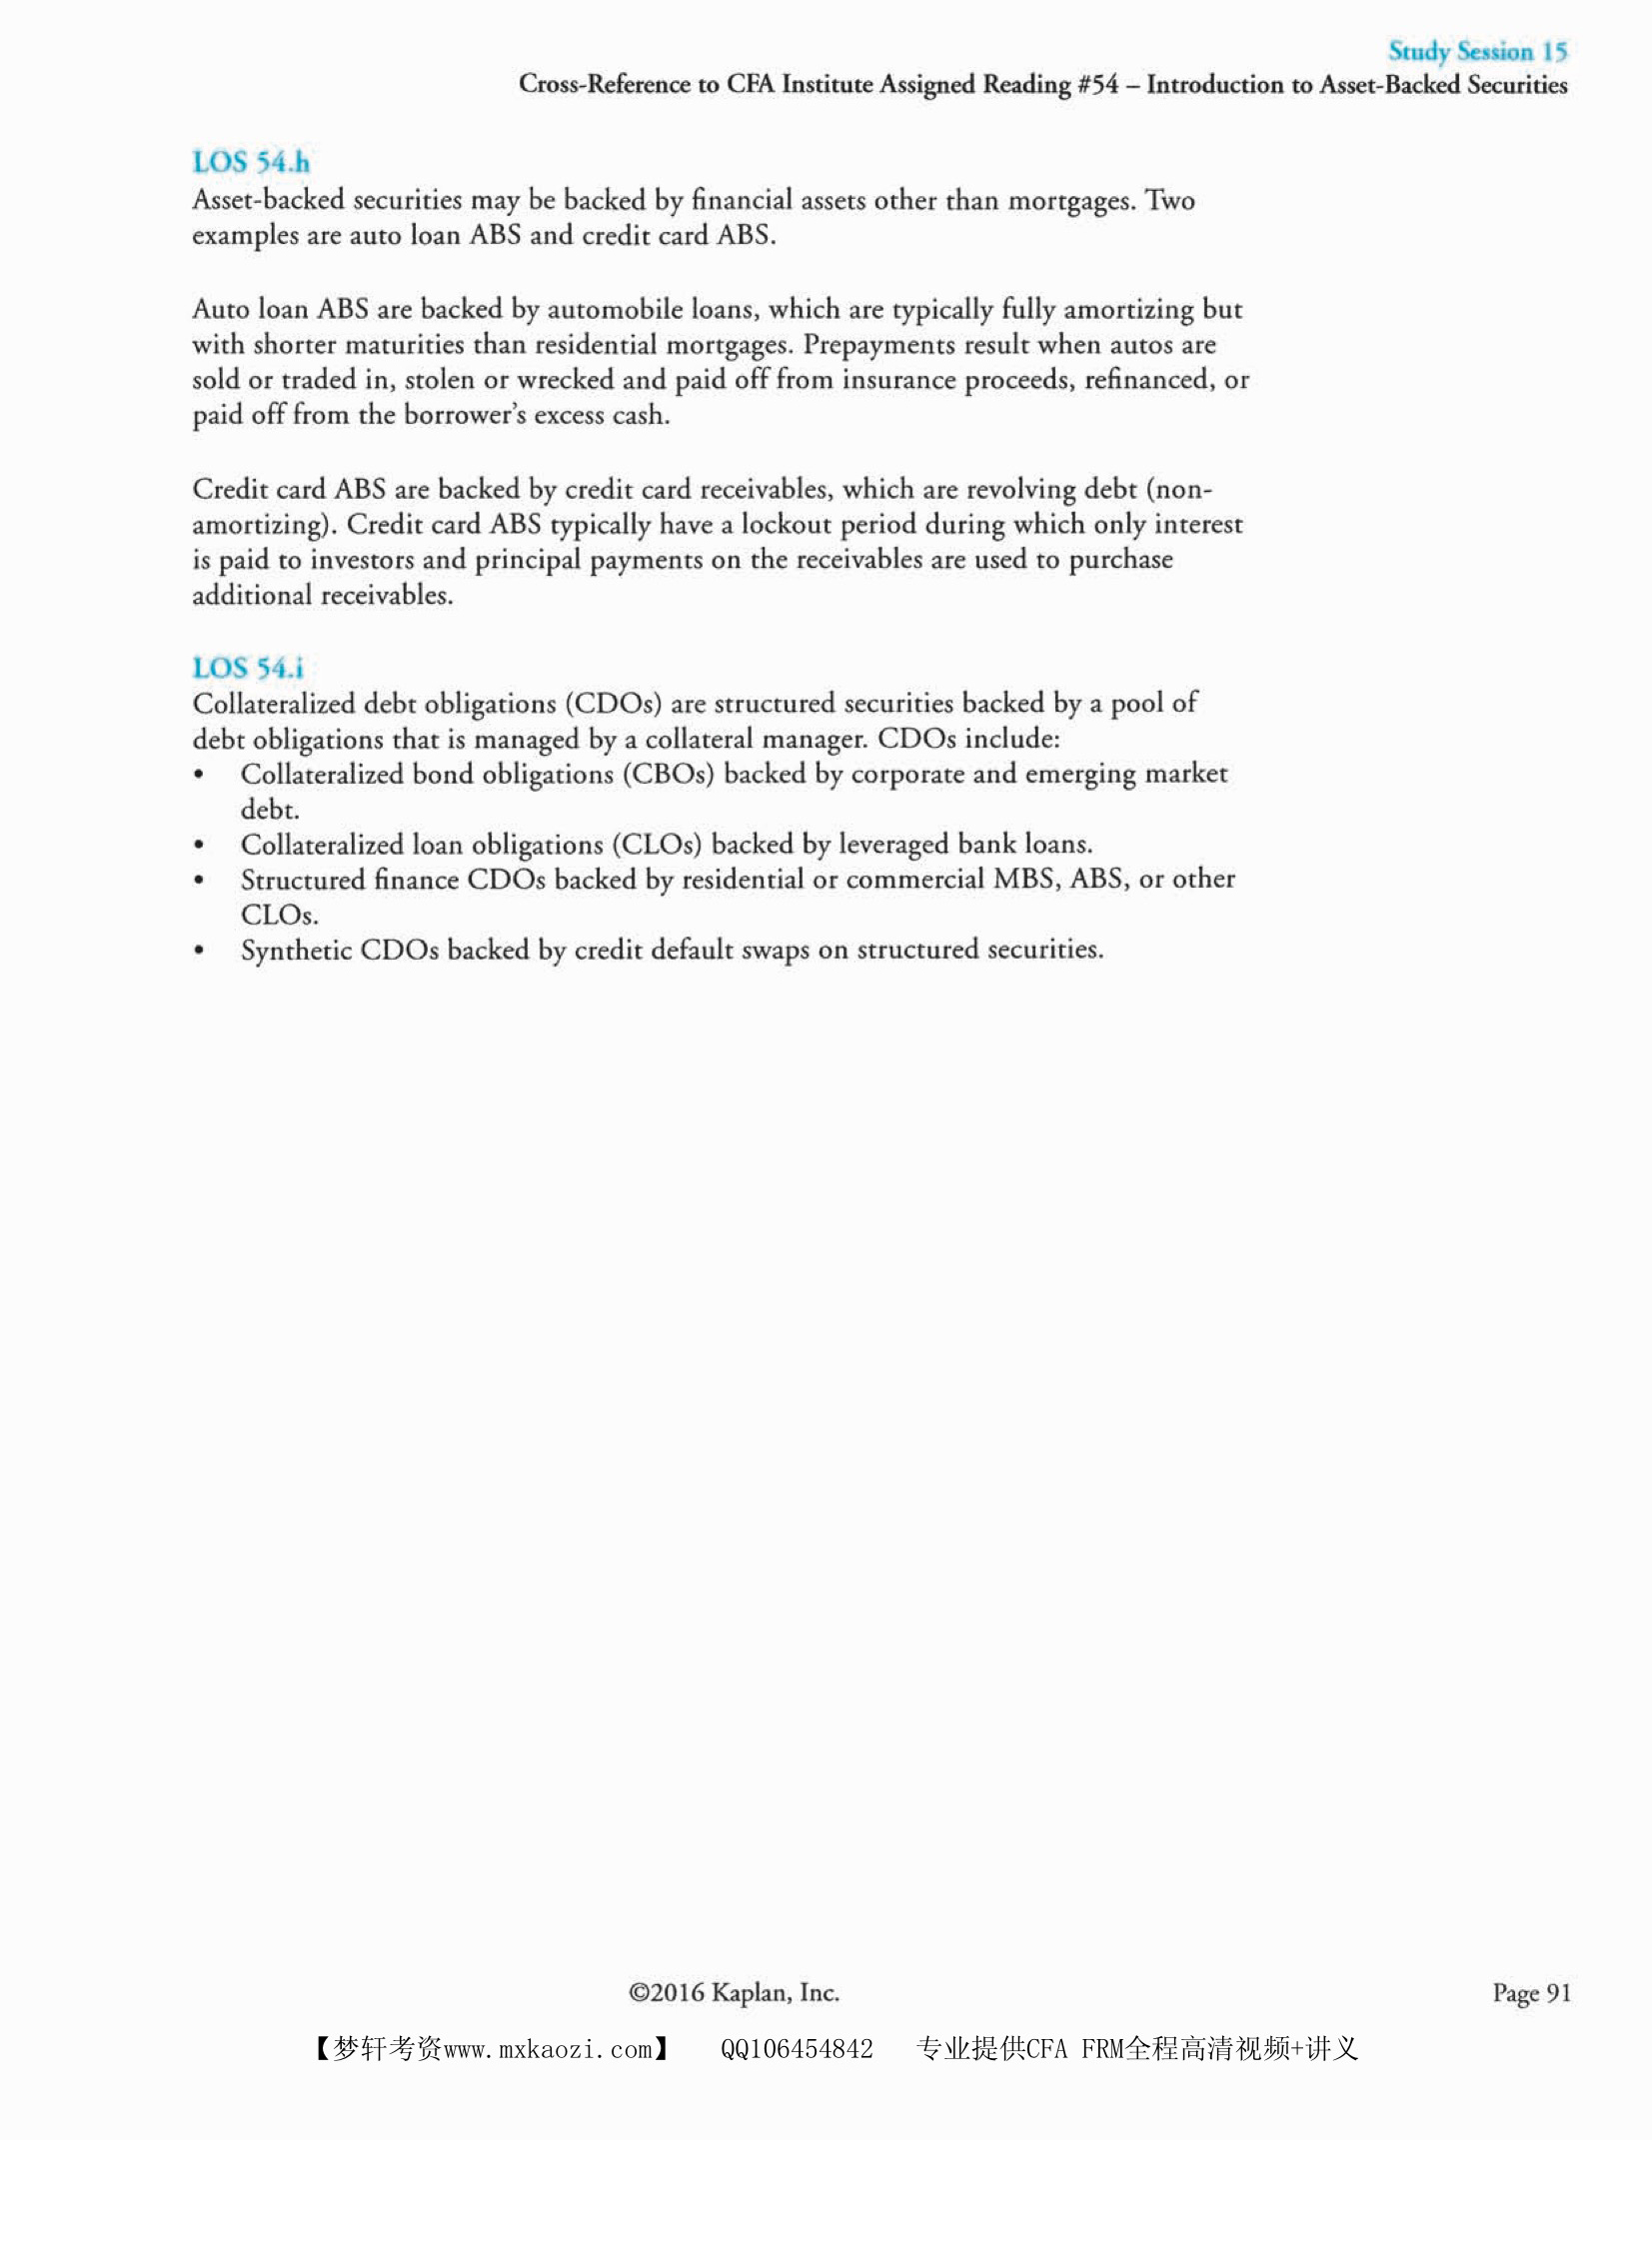 Study Session 15
Cross-Reference to CFA Institute Assigned Reading #54 – Introduction to Asset-Backed Securities
LOS 54.h
Asset-backed securities may be backed by financial assets other than mortgages. Two
examples are auto loan ABS and credit card ABS.
Auto loan ABS are backed by automobile loans, which are typically fully amortizing but
with shorter maturities than residential mortgages. Prepayments result when autos are
sold or traded in, stolen or wrecked and paid off from insurance proceeds, refinanced, or
paid off from the borrower's excess cash.
Credit card ABS are backed by credit card receivables, which are revolving debt (non-
amortizing). Credit card ABS typically have a lockout period during which only interest
is paid to investors and principal payments on the receivables are used to purchase
additional receivables.
LOS 54.i
Collateralized debt obligations (CDOs) are structured securities backed by a pool of
debt obligations that is managed by a collateral manager. CDOs include:
• Collateralized bond obligations (CBOs) backed by corporate and emerging market
debt.
• Collateralized loan obligations (CLOs) backed by leveraged bank loans.
• Structured finance CDOs backed by residential or commercial MBS, ABS, or other
CLOs.
• Synthetic CDOs backed by credit default swaps on structured securities.
©2016 Kaplan, Inc.
Page 91
【梦轩考资www.mxkaozi.com】 QQ106454842 专业提供CFA FRM全程高清视频+讲义